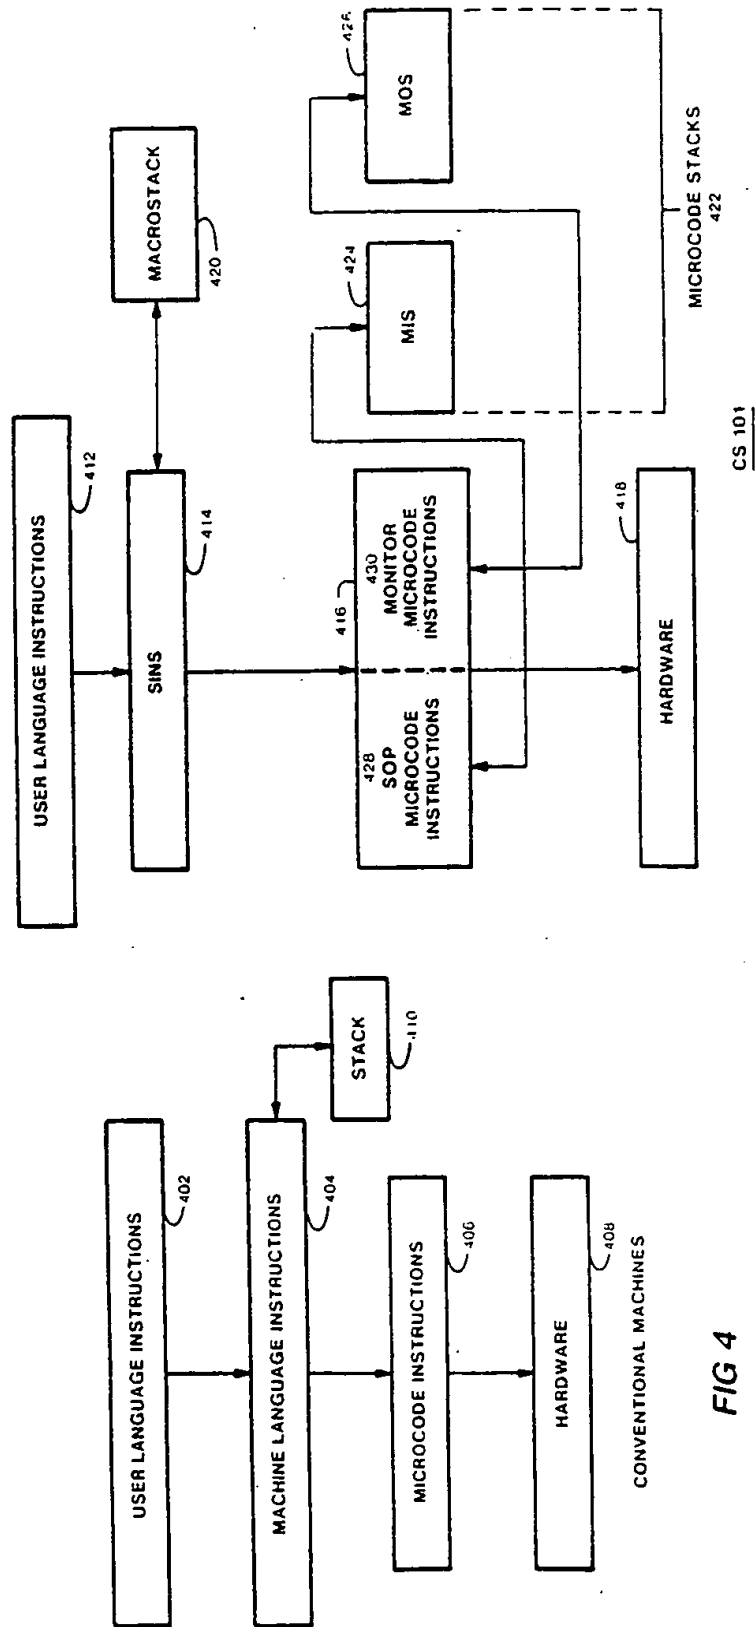 USER LANGUAGE INSTRUCTIONS
402
MACHINE LANGUAGE INSTRUCTIONS
404
STACK
410
MICROCODE INSTRUCTIONS
406
HARDWARE
408
CONVENTIONAL MACHINES
USER LANGUAGE INSTRUCTIONS
412
SINS
414
MACROSTACK
420
416
428
SOP
MICROCODE
INSTRUCTIONS
430
MONITOR
MICROCODE
INSTRUCTIONS
MIS
424
MOS
426
MICROCODE STACKS
422
HARDWARE
418
CS 101
FIG 4